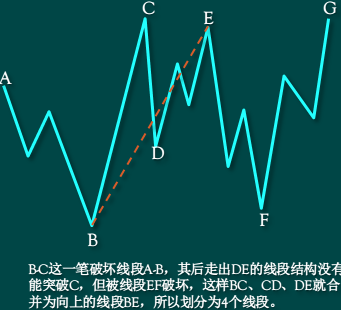 C
G
E
A
D
F
B
B-C这一笔破坏线段A-B，其后走出DE的线段结构没有
能突破C，但被线段EF破坏，这样BC、CD、DE就合
并为向上的线段BE，所以划分为4个线段。